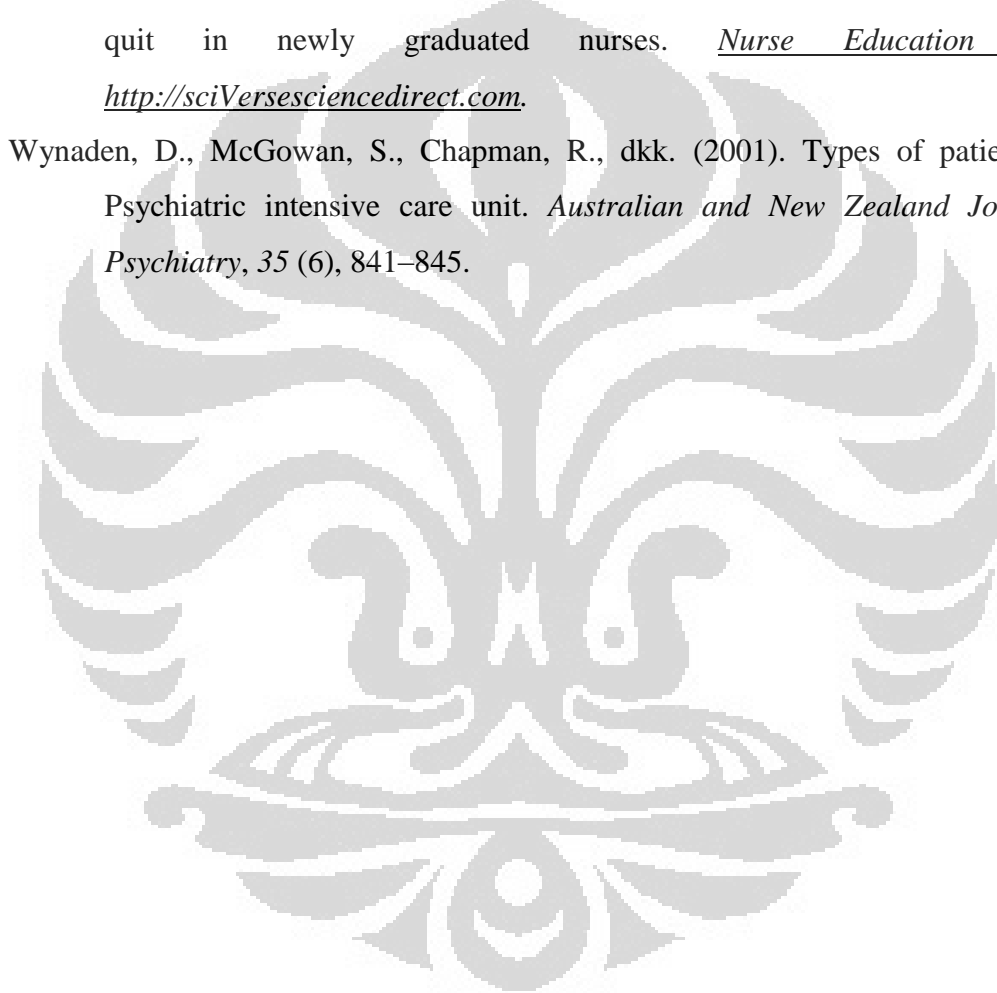 quit in newly graduated nurses. Nurse Education
http://sciVersesciencedirect.com.
Wynaden, D., McGowan, S., Chapman, R., dkk. (2001). Types of patie
Psychiatric intensive care unit. Australian and New Zealand Jo
Psychiatry, 35 (6), 841–845.